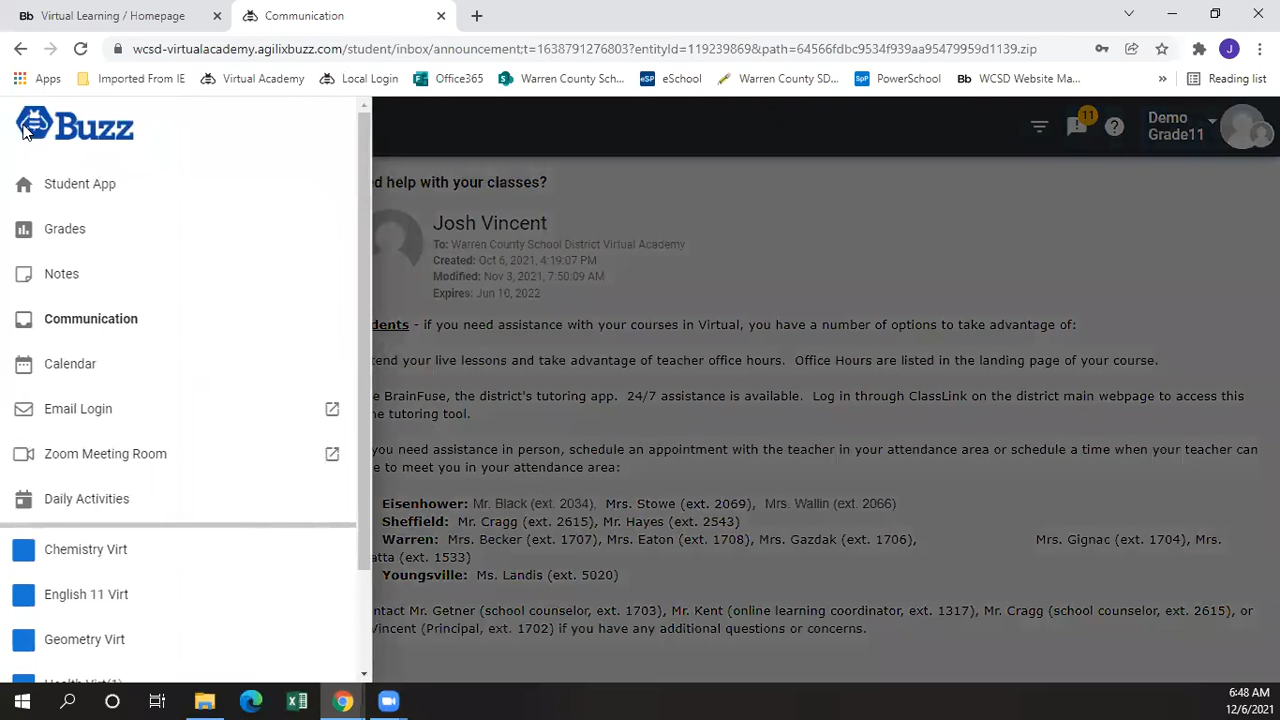 Bb Virtual Learning / Homepage
Communication
wcsd-virtualacademy.agilixbuzz.com/student/inbox/announcement;t=1638791276803?entityId=119239869&path=64566fdbc9534f939aa95479959d1139.zip
J
Apps
Imported From IE
Virtual Academy
Local Login
Office365
Warren County Sch...
eSP eSchool
Warren County SD...
SpP PowerSchool
Bb WCSD Website Ma...
»
Reading list
Buzz
11
Demo
Grade11
Student App
Grades
Notes
Communication
Calendar
Email Login
Zoom Meeting Room
Daily Activities
Chemistry Virt
English 11 Virt
Geometry Virt
Health Virt(1)
ed help with your classes?
Josh Vincent
To: Warren County School District Virtual Academy
Created: Oct 6, 2021, 4:19:07 PM
Modified: Nov 3, 2021, 7:50:09 AM
Expires: Jun 10, 2022
dents - if you need assistance with your courses in Virtual, you have a number of options to take advantage of:
tend your live lessons and take advantage of teacher office hours. Office Hours are listed in the landing page of your course.
e BrainFuse, the district's tutoring app. 24/7 assistance is available. Log in through ClassLink on the district main webpage to access this
ne tutoring tool.
you need assistance in person, schedule an appointment with the teacher in your attendance area or schedule a time when your teacher can
e to meet you in your attendance area:
Eisenhower: Mr. Black (ext. 2034), Mrs. Stowe (ext. 2069), Mrs. Wallin (ext. 2066)
Sheffield: Mr. Cragg (ext. 2615), Mr. Hayes (ext. 2543)
Warren: Mrs. Becker (ext. 1707), Mrs. Eaton (ext. 1708), Mrs. Gazdak (ext. 1706), Mrs. Gignac (ext. 1704), Mrs.
atta (ext. 1533)
Youngsville: Ms. Landis (ext. 5020)
ntact Mr. Getner (school counselor, ext. 1703), Mr. Kent (online learning coordinator, ext. 1317), Mr. Cragg (school counselor, ext. 2615), or
Vincent (Principal, ext. 1702) if you have any additional questions or concerns.
6:48 AM
12/6/2021